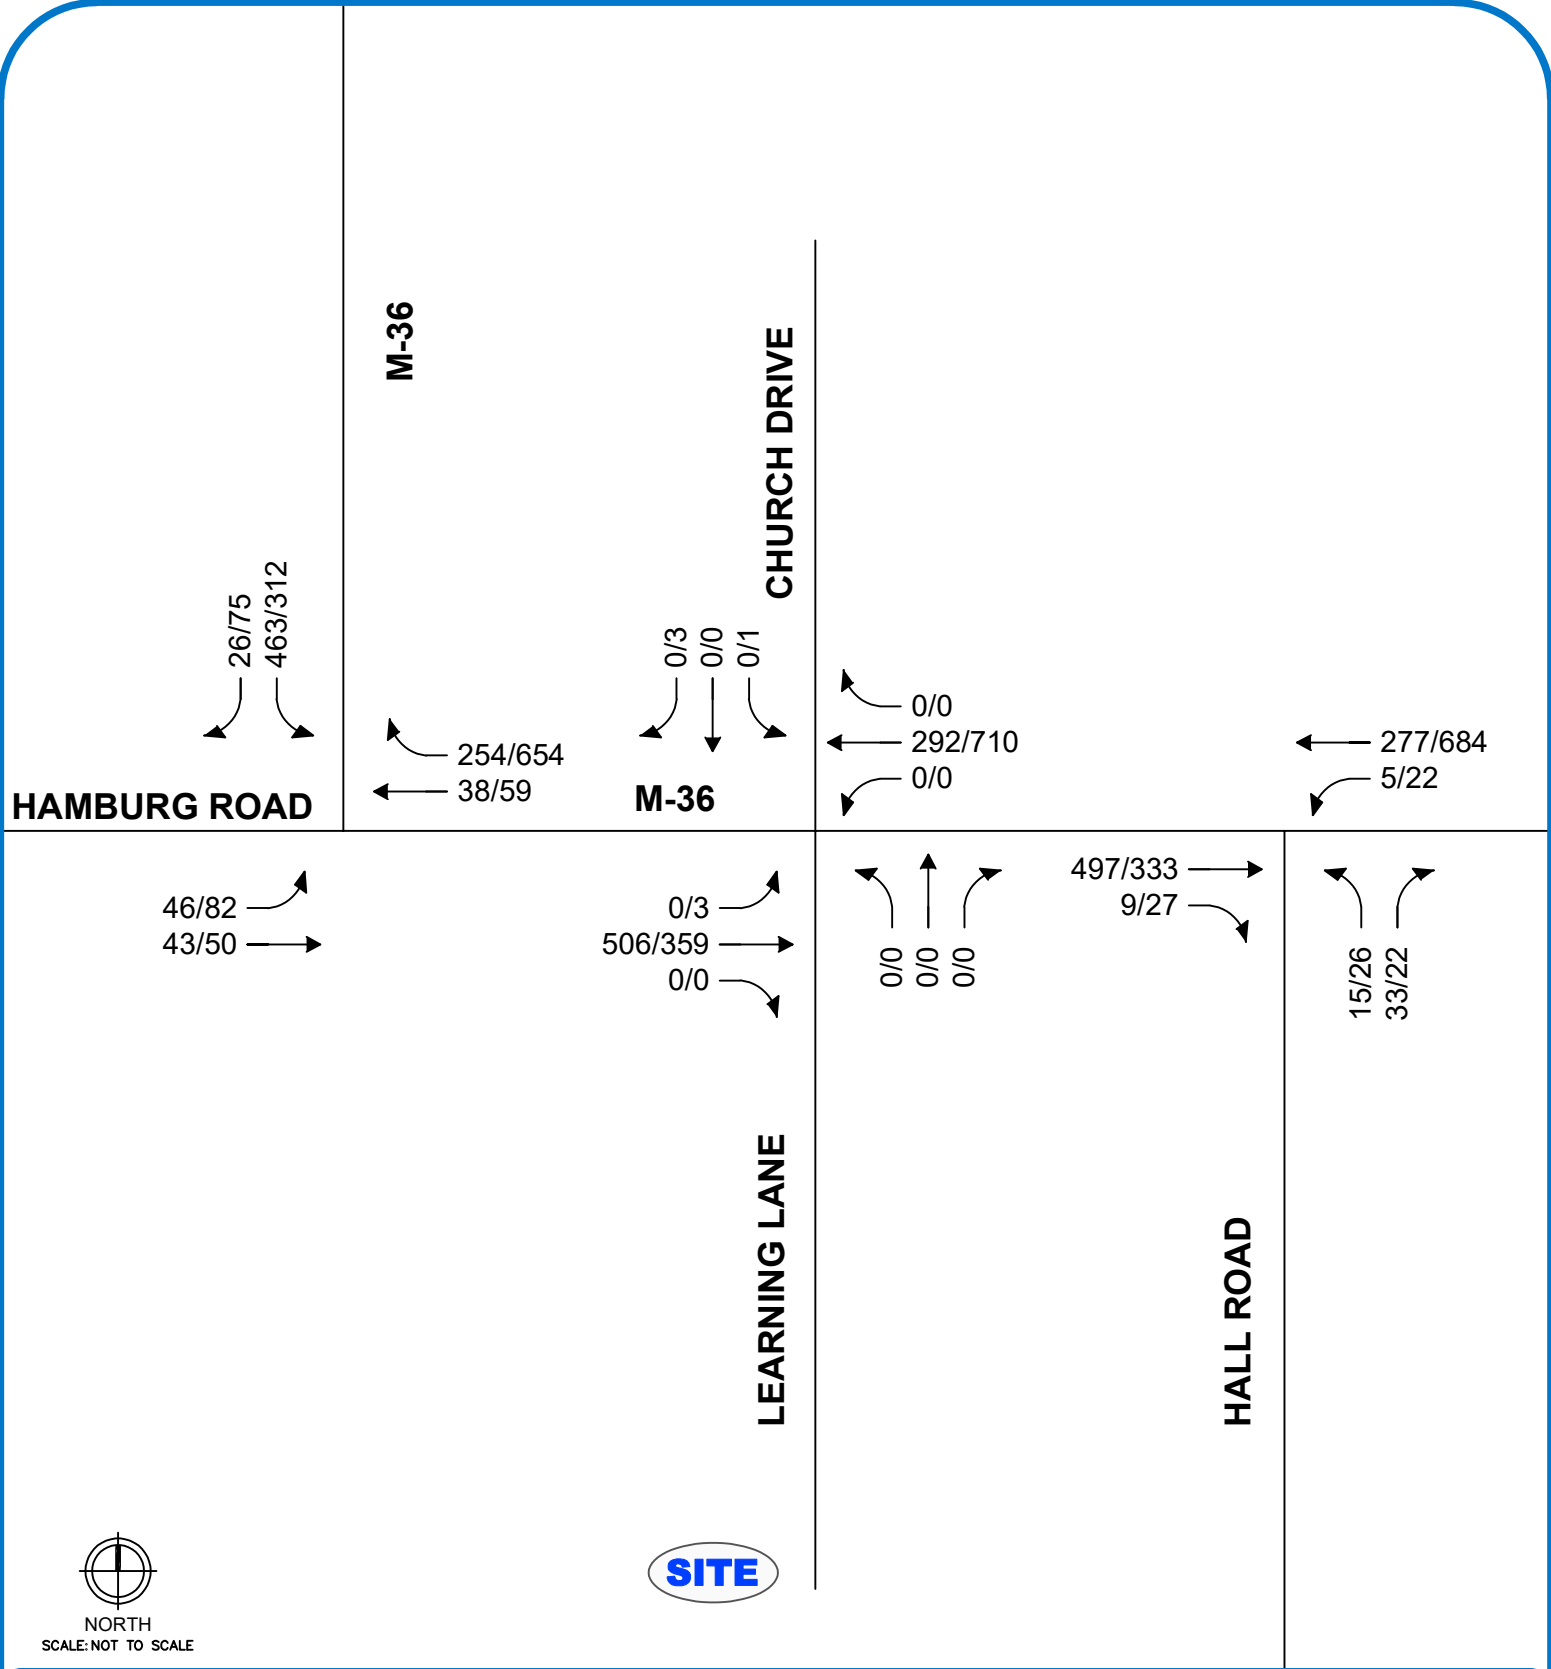 M-36
CHURCH DRIVE
26/75
463/312
0/3
0/0
0/1
254/654
38/59
0/0
292/710
0/0
277/684
5/22
HAMBURG ROAD
M-36
46/82
43/50
0/3
506/359
0/0
0/0
0/0
0/0
497/333
9/27
15/26
33/22
LEARNING LANE
HALL ROAD
SITE
NORTH
SCALE: NOT TO SCALE